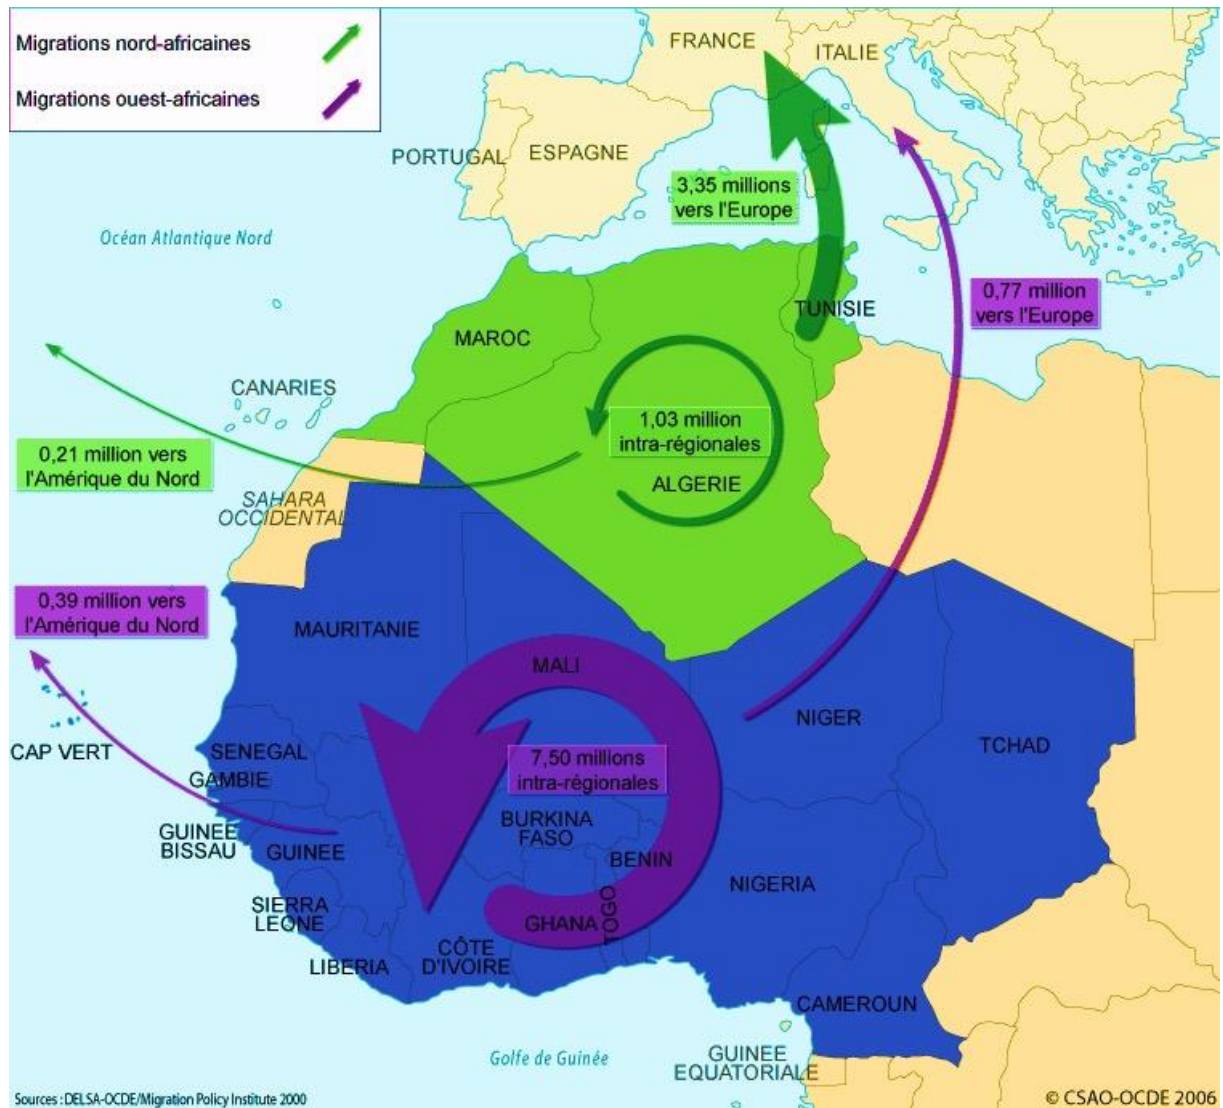 Migrations nord-africaines
Migrations ouest-africaines
FRANCE
ITALIE
PORTUGAL
ESPAGNE
3,35 millions
vers l'Europe
Océan Atlantique Nord
0,77 million
vers l'Europe
TUNISIE
MAROC
CANARIES
1,03 million
intra-régionales
0,21 million vers
l'Amérique du Nord
ALGERIE
SAHARA
OCCIDENTAL
0,39 million vers
l'Amérique du Nord
MAURITANIE
MALI
NIGER
TCHAD
CAP VERT
SENEGAL
GAMBIE
7,50 millions
intra-régionales
GUINEE
BISSAU
GUINEE
BURKINA
FASO
BENIN
NIGERIA
SIERRA
LEONE
GHANA
TOGO
LIBERIA
CÔTE
D'IVOIRE
CAMEROUN
Golfe de Guinée
GUINEE
EQUATORIALE
Sources : DELSA-OCDE/Migration Policy Institute 2000
© CSAO-OCDE 2006